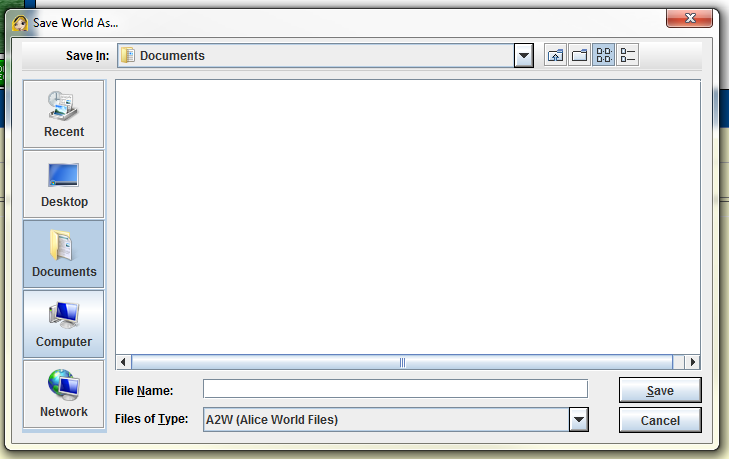 Save World As...
Save In: Documents
Recent
Desktop
Documents
Computer
Network
File Name:
Save
Files of Type: A2W (Alice World Files)
Cancel